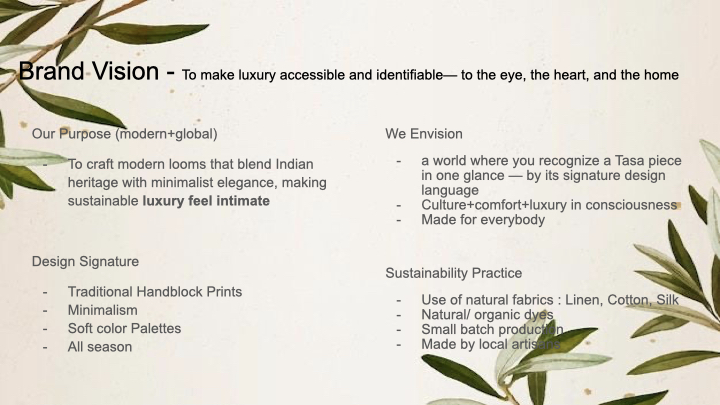 Brand Vision - To make luxury accessible and identifiable— to the eye, the heart, and the home
Our Purpose (modern+global)
- To craft modern looms that blend Indian
heritage with minimalist elegance, making
sustainable luxury feel intimate
Design Signature
- Traditional Handblock Prints
- Minimalism
- Soft color Palettes
- All season
We Envision
- a world where you recognize a Tasa piece
in one glance — by its signature design
language
- Culture+comfort+luxury in consciousness
- Made for everybody
Sustainability Practice
- Use of natural fabrics : Linen, Cotton, Silk
- Natural/ organic dyes
- Small batch production
- Made by local artisans